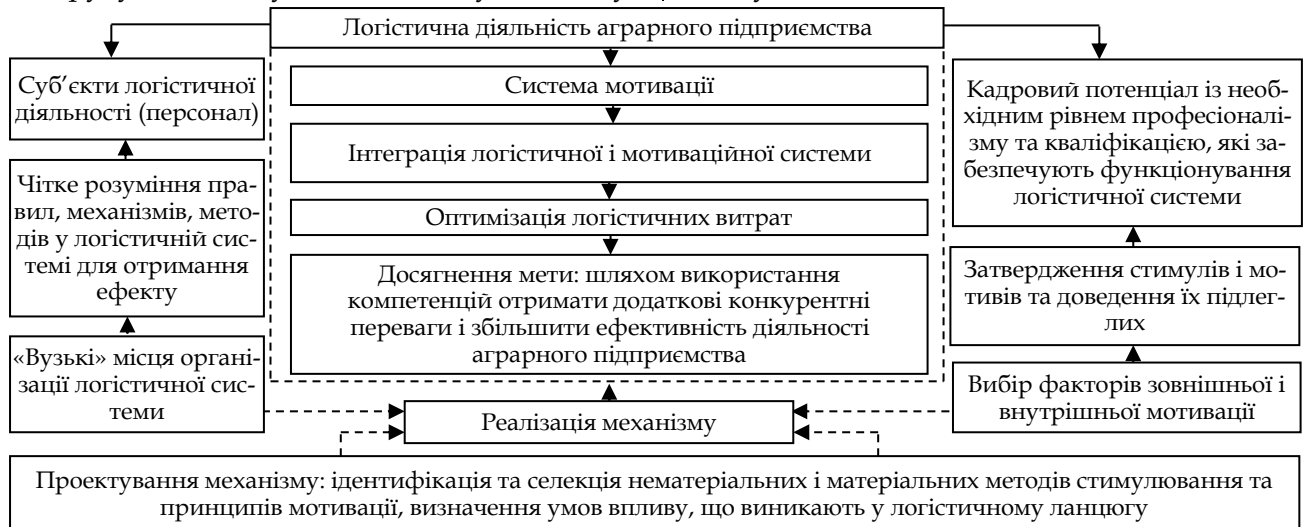 Логістична діяльність аграрного підприємства
Суб’єкти логістичної
діяльності (персонал)
Чітке розуміння пра-
вил, механізмів, мето-
дів у логістичній сис-
темі для отримання
ефекту
«Вузькі» місця органі-
зації логістичної сис-
теми
Система мотивації
Інтеграція логістичної і мотиваційної системи
Оптимізація логістичних витрат
Досягнення мети: шляхом використання
компетенцій отримати додаткові конкурентні
переваги і збільшити ефективність діяльності
аграрного підприємства
Реалізація механізму
Кадровий потенціал із необ-
хідним рівнем професіоналі-
зму та кваліфікацією, які за-
безпечують функціонування
логістичної системи
Затвердження стимулів і мо-
тивів та доведення їх підлег-
лих
Вибір факторів зовнішньої і
внутрішньої мотивації
Проектування механізму: ідентифікація та селекція нематеріальних і матеріальних методів стимулювання та
принципів мотивації, визначення умов впливу, що виникають у логістичному ланцюгу